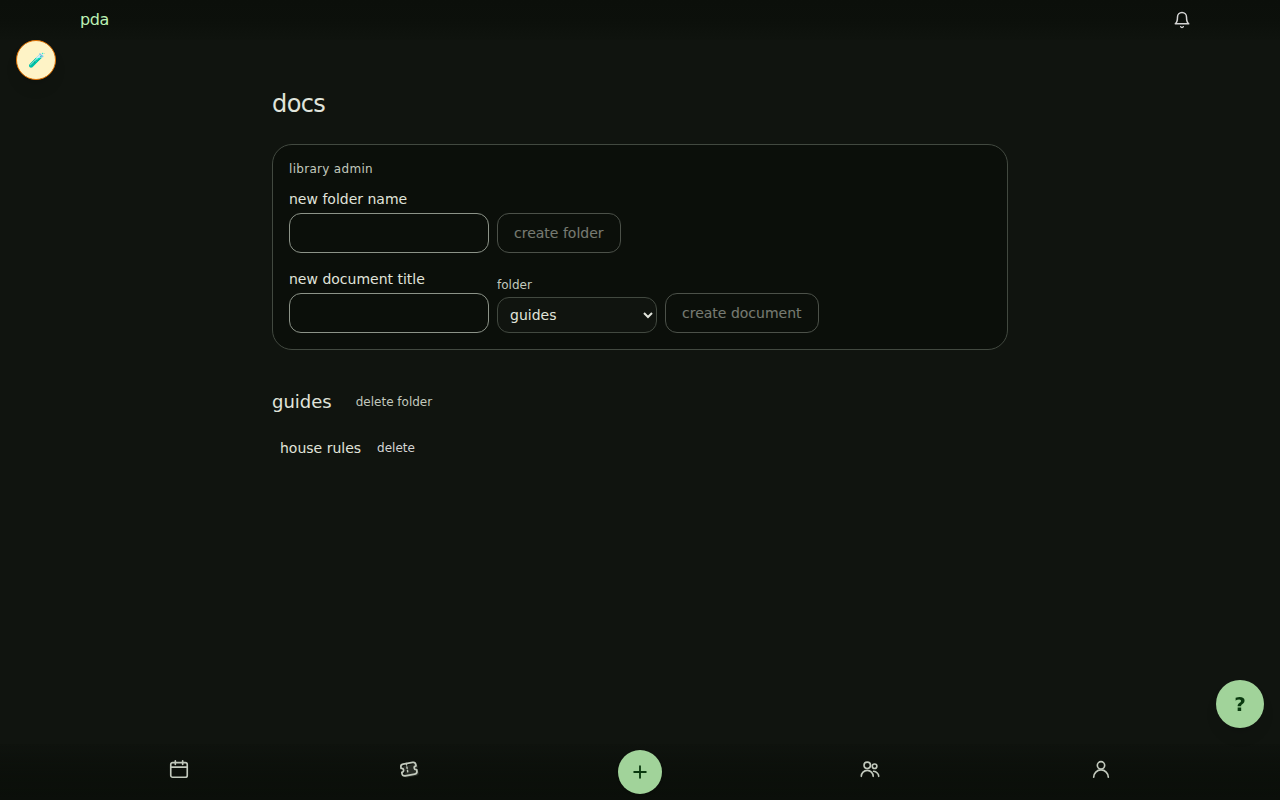 pda
docs
library admin
new folder name
create folder
new document title
folder
guides
create document
guides delete folder
house rules delete
?